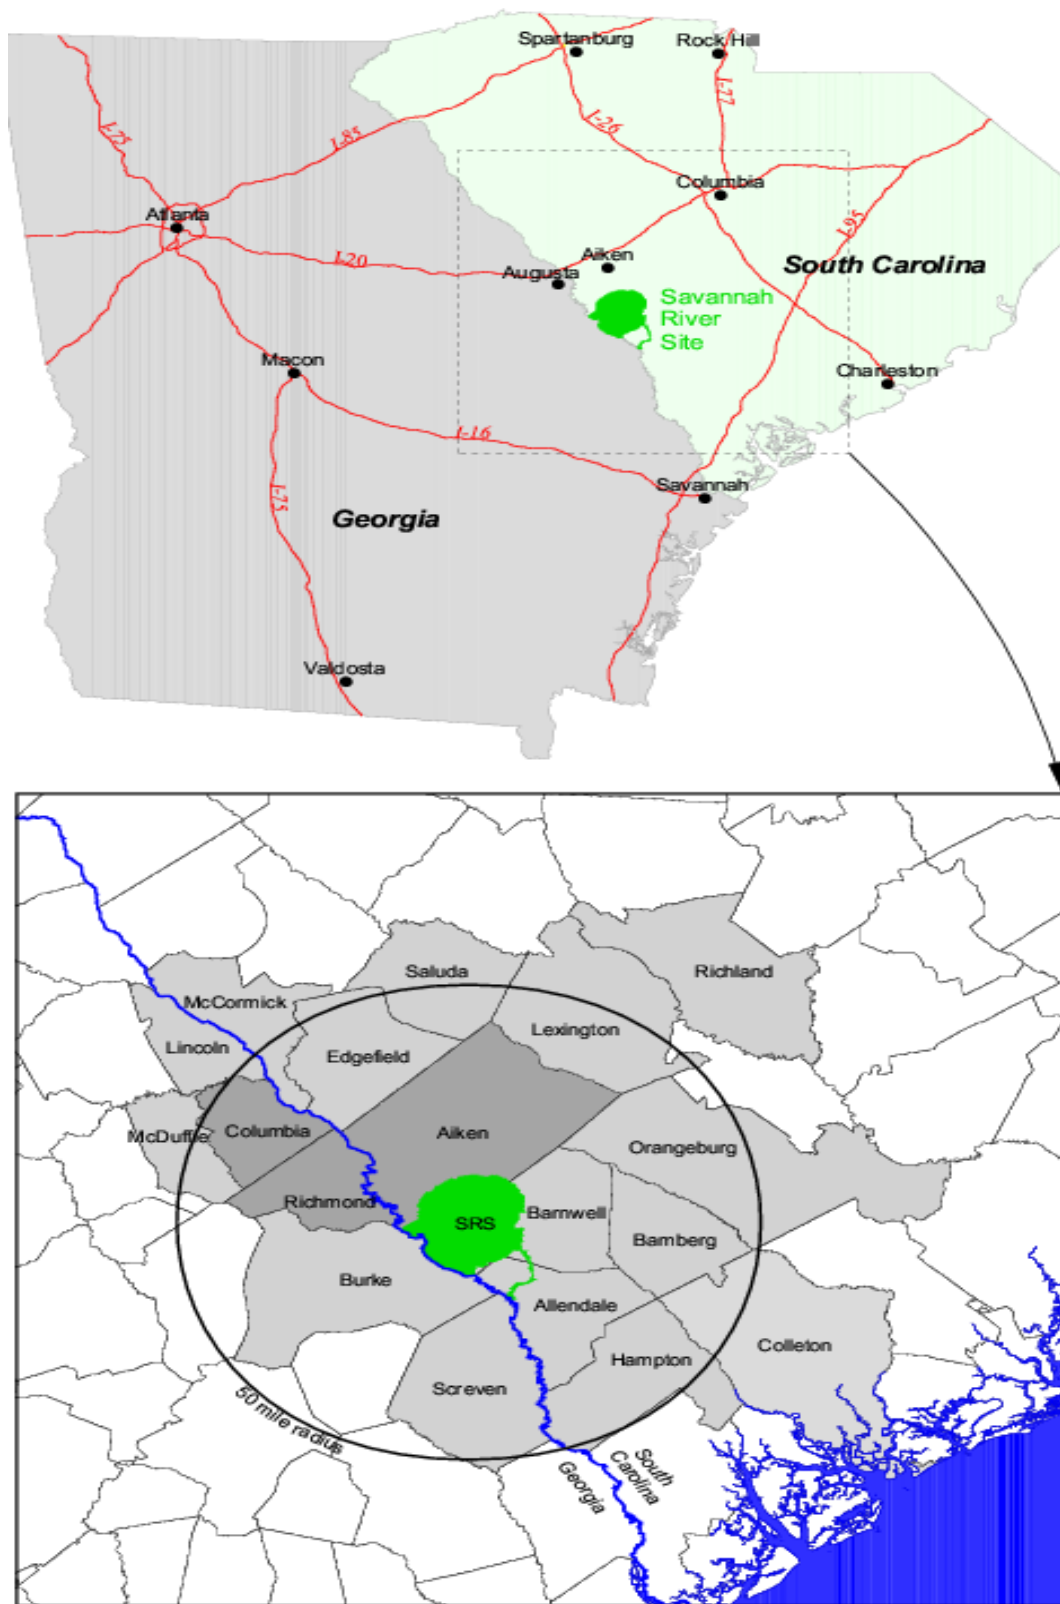 Spartanburg
Rock Hill
I-75
I-85
I-26
I-77
Columbia
Atlanta
I-20
Augusta
Aiken
I-95
South Carolina
Savannah
River
Site
Macon
Charleston
I-16
Savannah
I-75
Georgia
Valdosta
Saluda
Richland
McCormick
Lexington
Lincoln
Edgefield
McDuffie
Columbia
Aiken
Orangeburg
Richmond
SRS
Barnwell
Bamberg
Burke
Allendale
Colleton
Hampton
Screven
50 mile radius
South
Carolina
Georgia